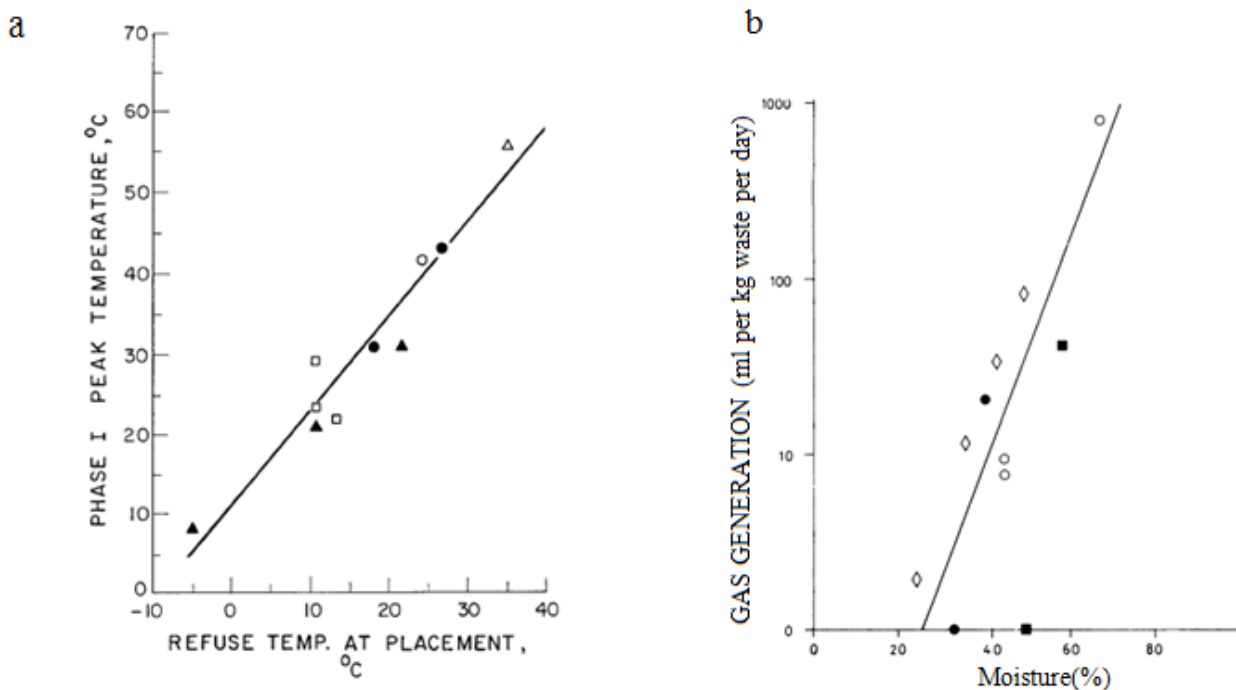 a
70
60
50
40
30
20
10
0
PHASE I PEAK TEMPERATURE, °C
-10 0 10 20 30 40
REFUSE TEMP. AT PLACEMENT,
°C
b
1000
100
10
0
GAS GENERATION (ml per kg waste per day)
0 20 40 60 80
Moisture(%)